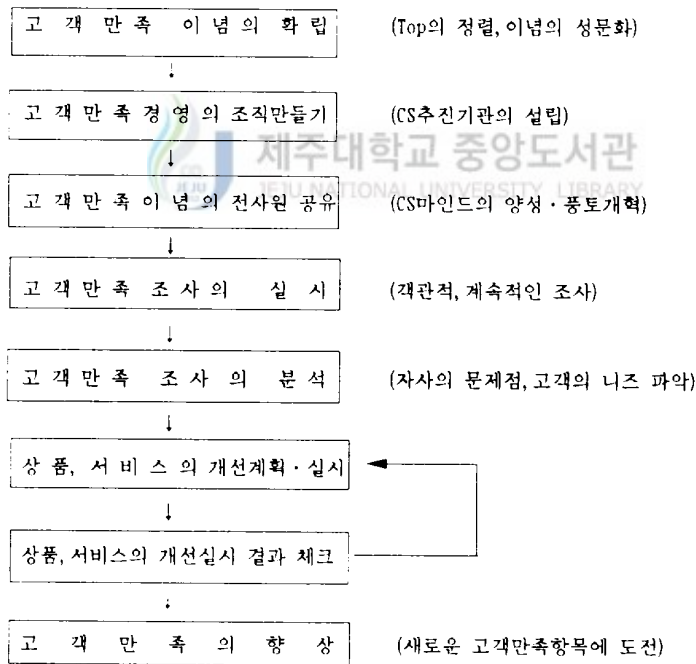 고객만족 이념의 확립 (Top의 정렬, 이념의 성문화)
↓
고객만족경영의 조직만들기 (CS추진기관의 설립)
제주대학교 중앙도서관
JEJU NATIONAL UNIVERSITY LIBRARY
↓
고객만족이념의 전사원 공유 (CS마인드의 양성·풍토개혁)
↓
고객만족 조사의 실시 (객관적, 계속적인 조사)
↓
고객만족 조사의 분석 (자사의 문제점, 고객의 니즈 파악)
↓
상품, 서비스의 개선계획·실시
↓
상품, 서비스의 개선실시 결과 체크
↓
고객만족의 향상 (새로운 고객만족항목에 도전)